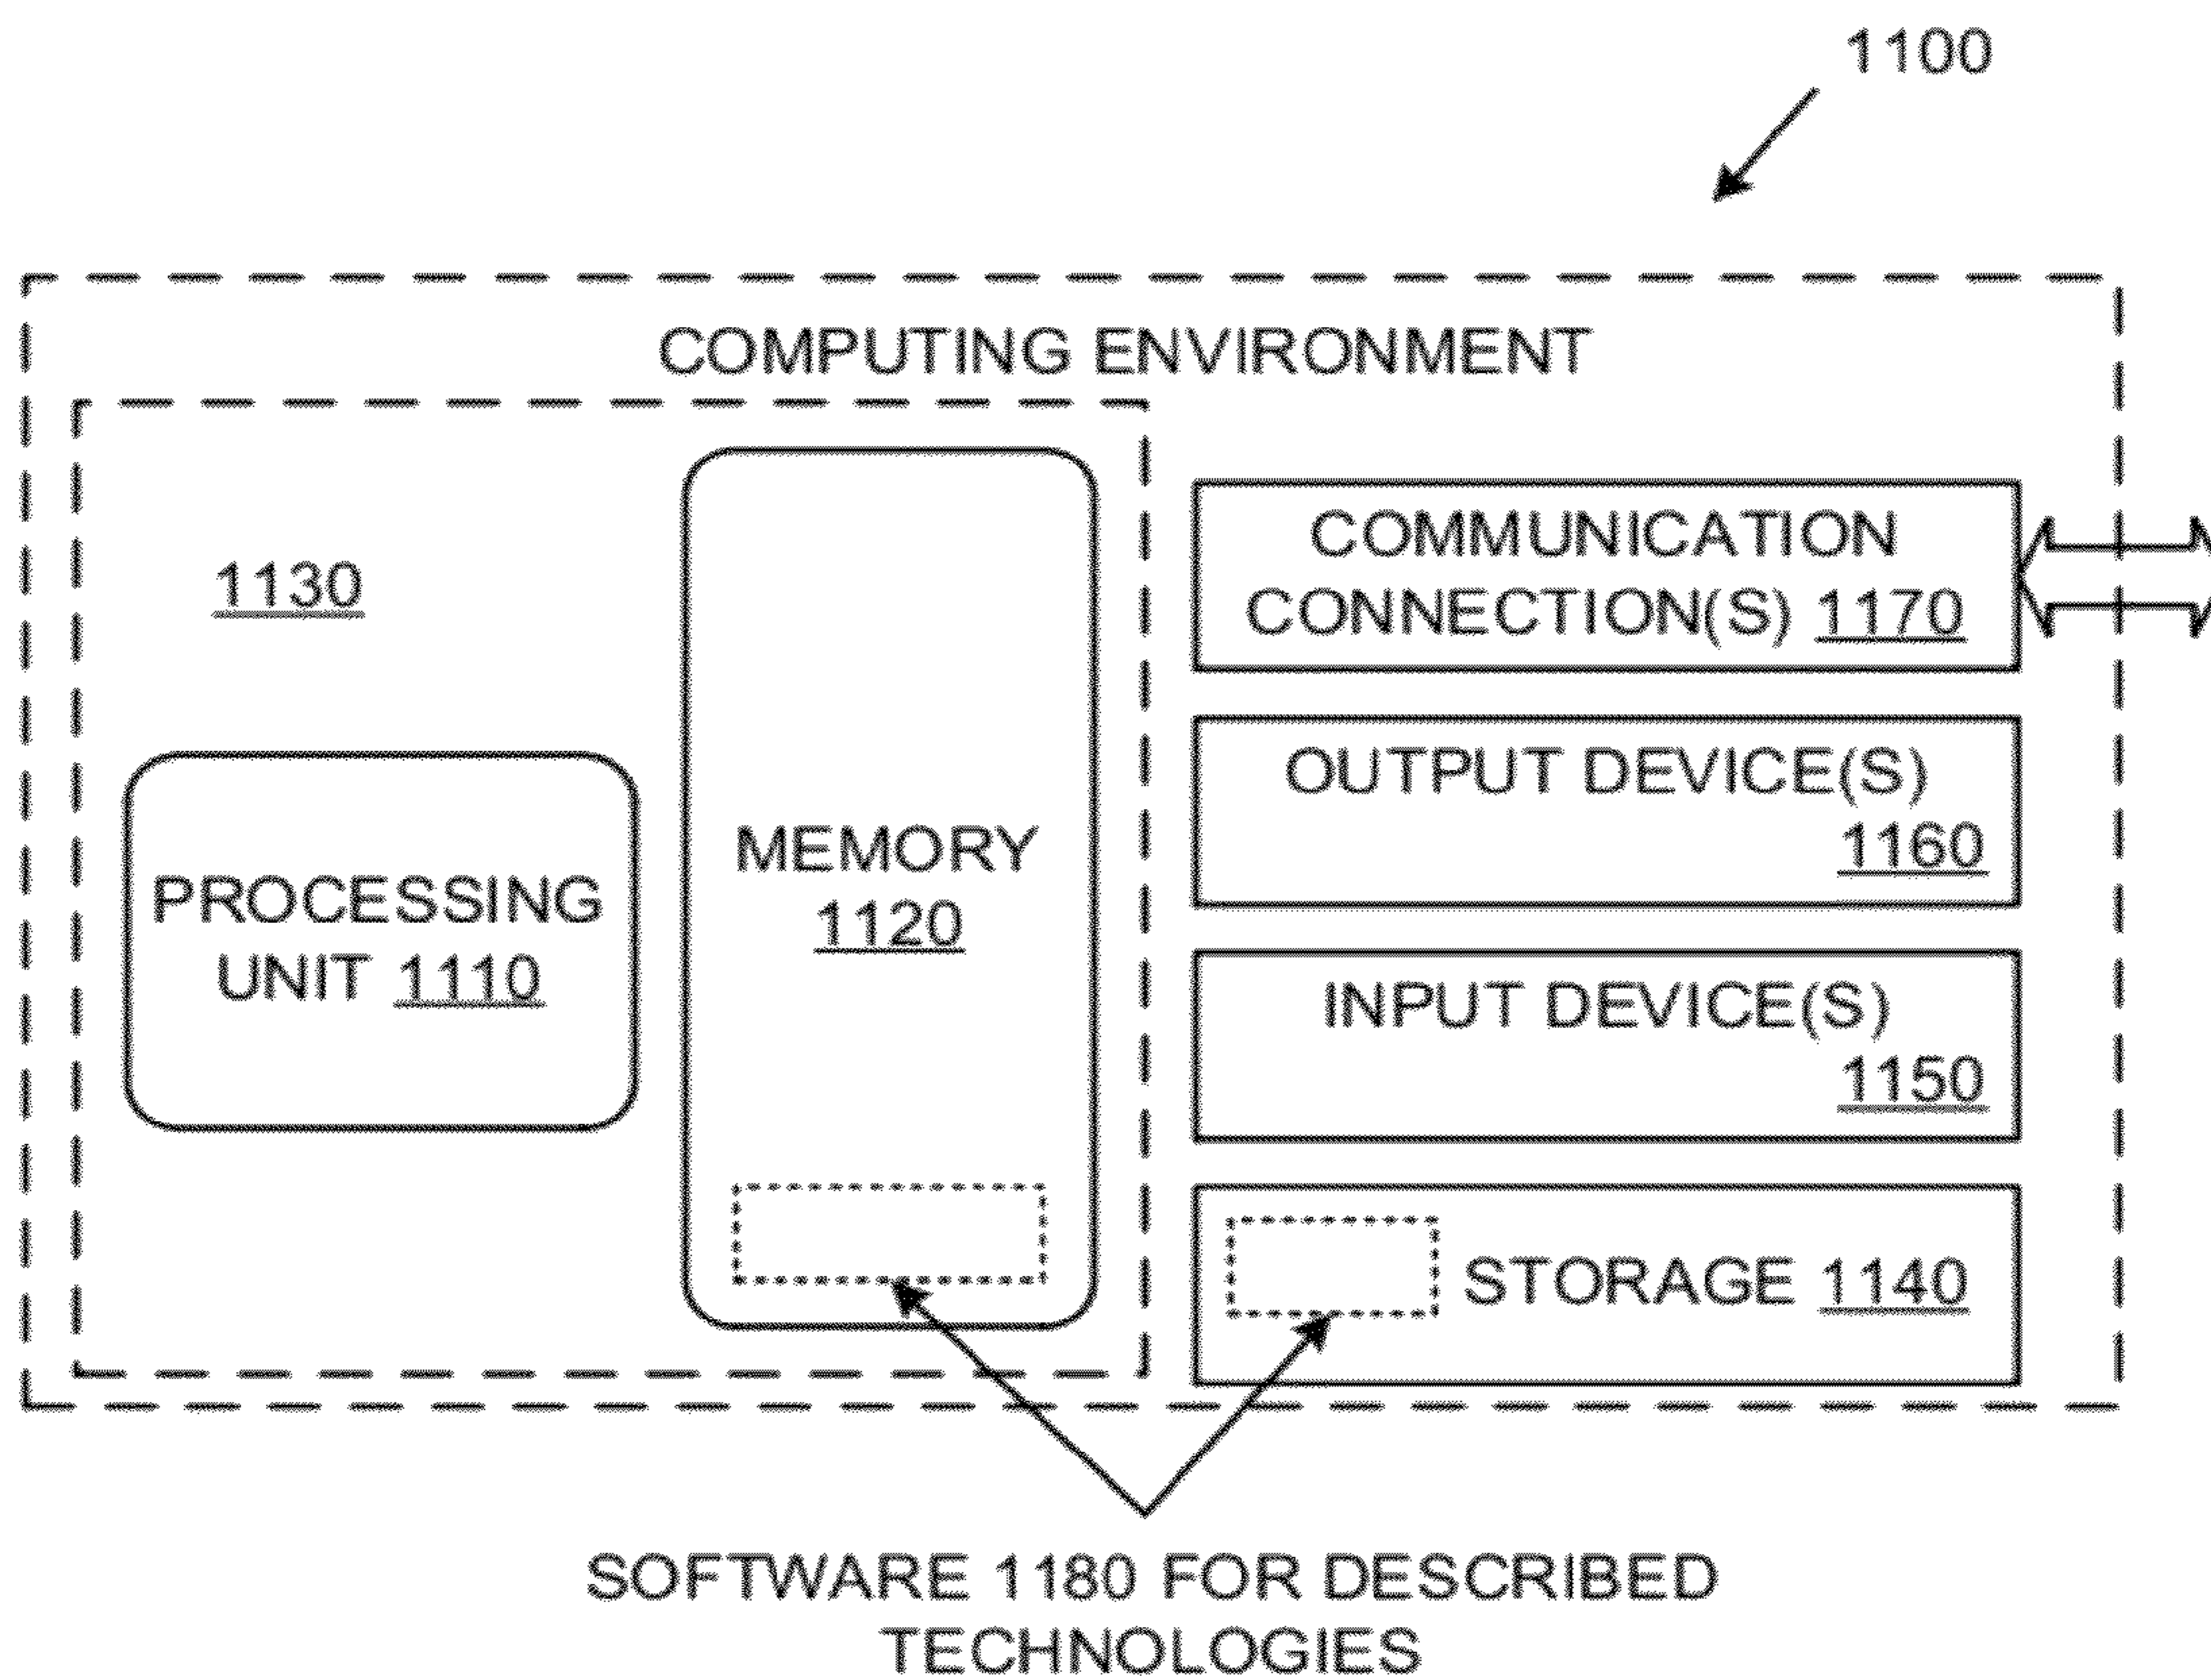 1100
COMPUTING ENVIRONMENT
1130
PROCESSING
UNIT 1110
MEMORY
1120
COMMUNICATION
CONNECTION(S) 1170
OUTPUT DEVICE(S)
1160
INPUT DEVICE(S)
1150
STORAGE 1140
SOFTWARE 1180 FOR DESCRIBED
TECHNOLOGIES